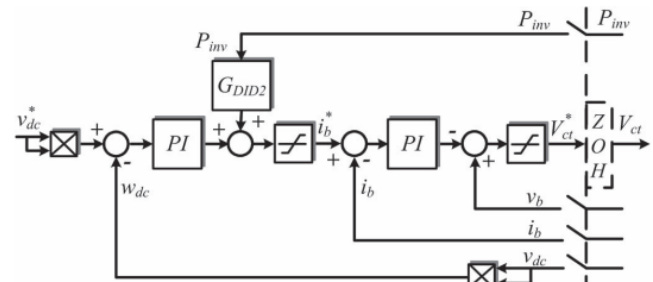 P_inv P_inv
P_inv
G_DID2
v*_dc + - PI + + i*_b + - PI - + V*_ct Z O H V_ct
w_dc i_b v_b
i_b
v_dc